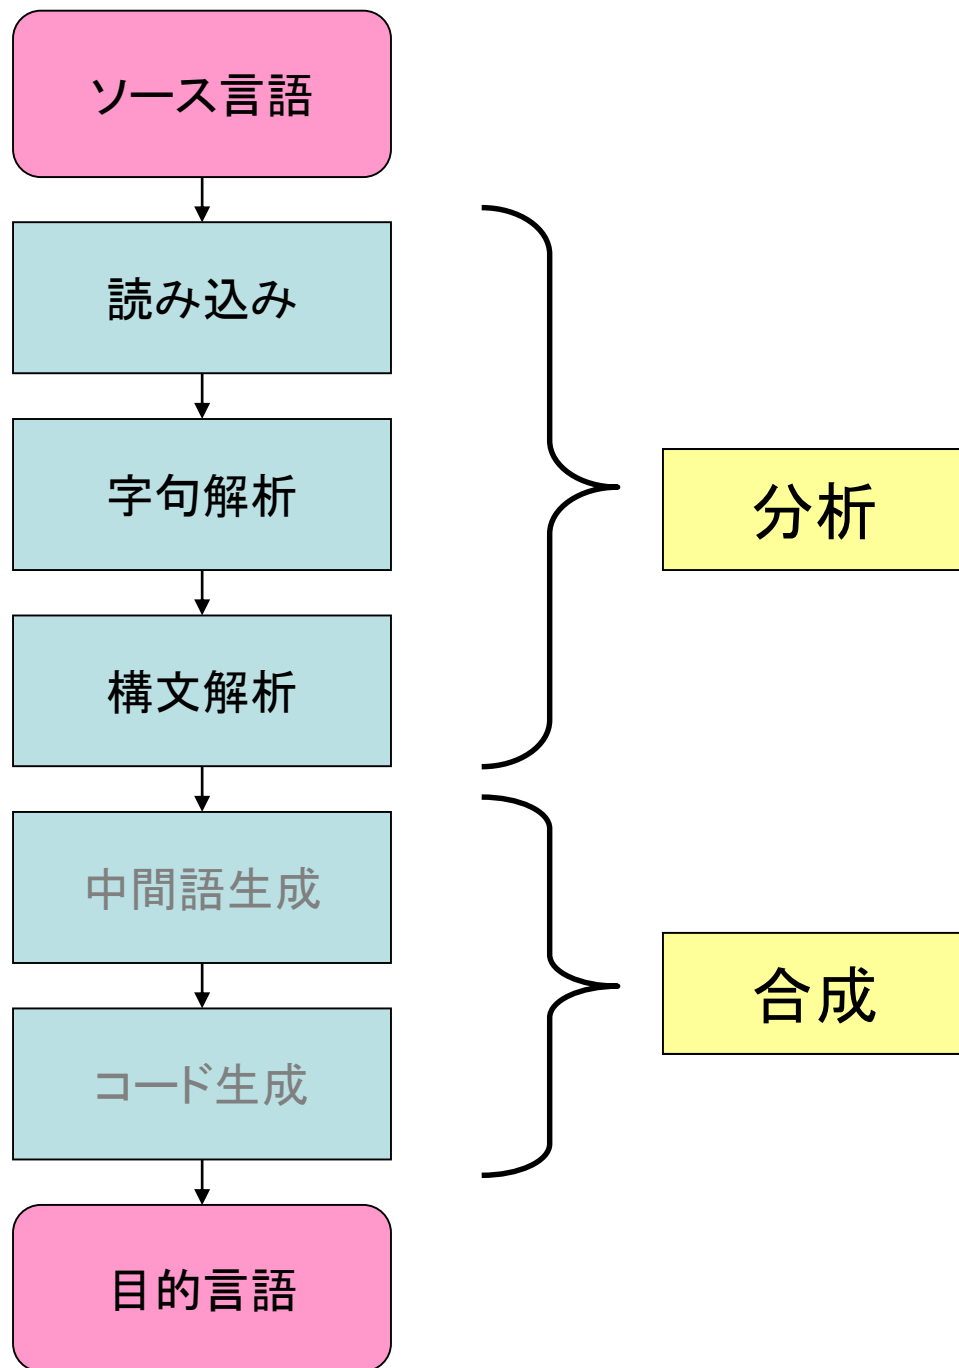 ソース言語
読み込み
字句解析
構文解析
分析
中間語生成
コード生成
合成
目的言語